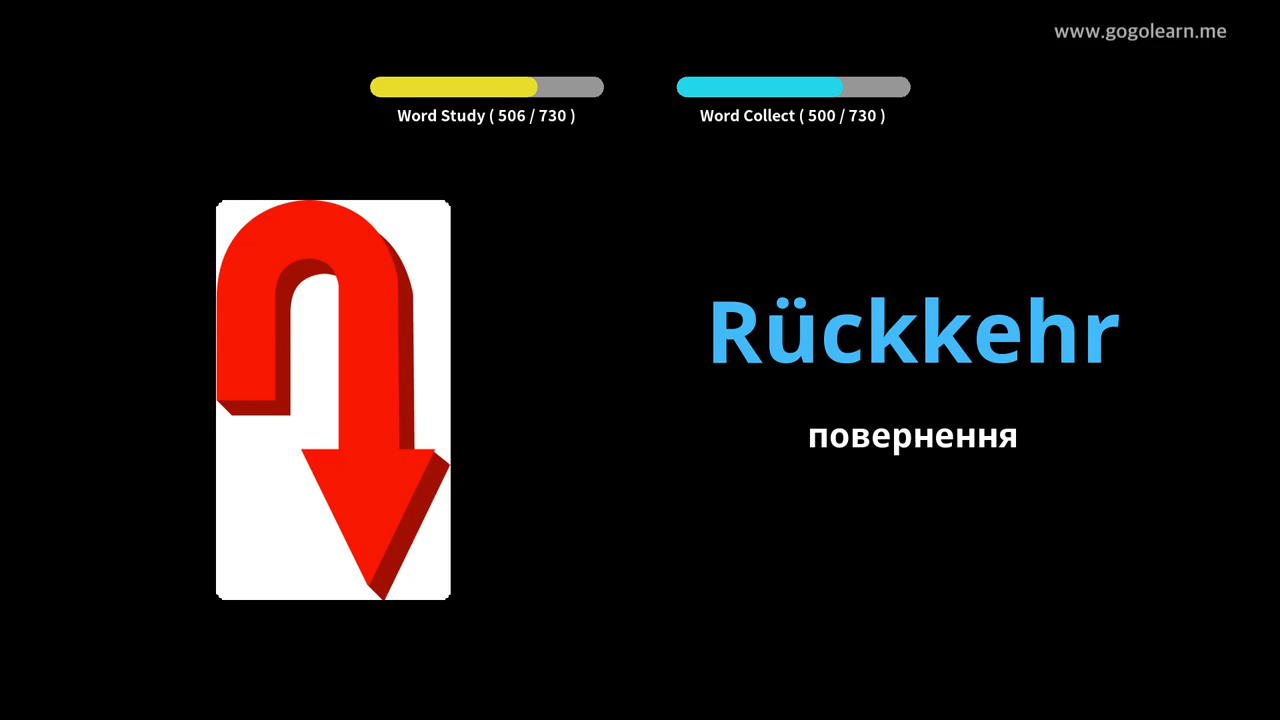 www.gogolearn.me
Word Study ( 506 / 730 )
Word Collect ( 500 / 730 )
Rückkehr
повернення